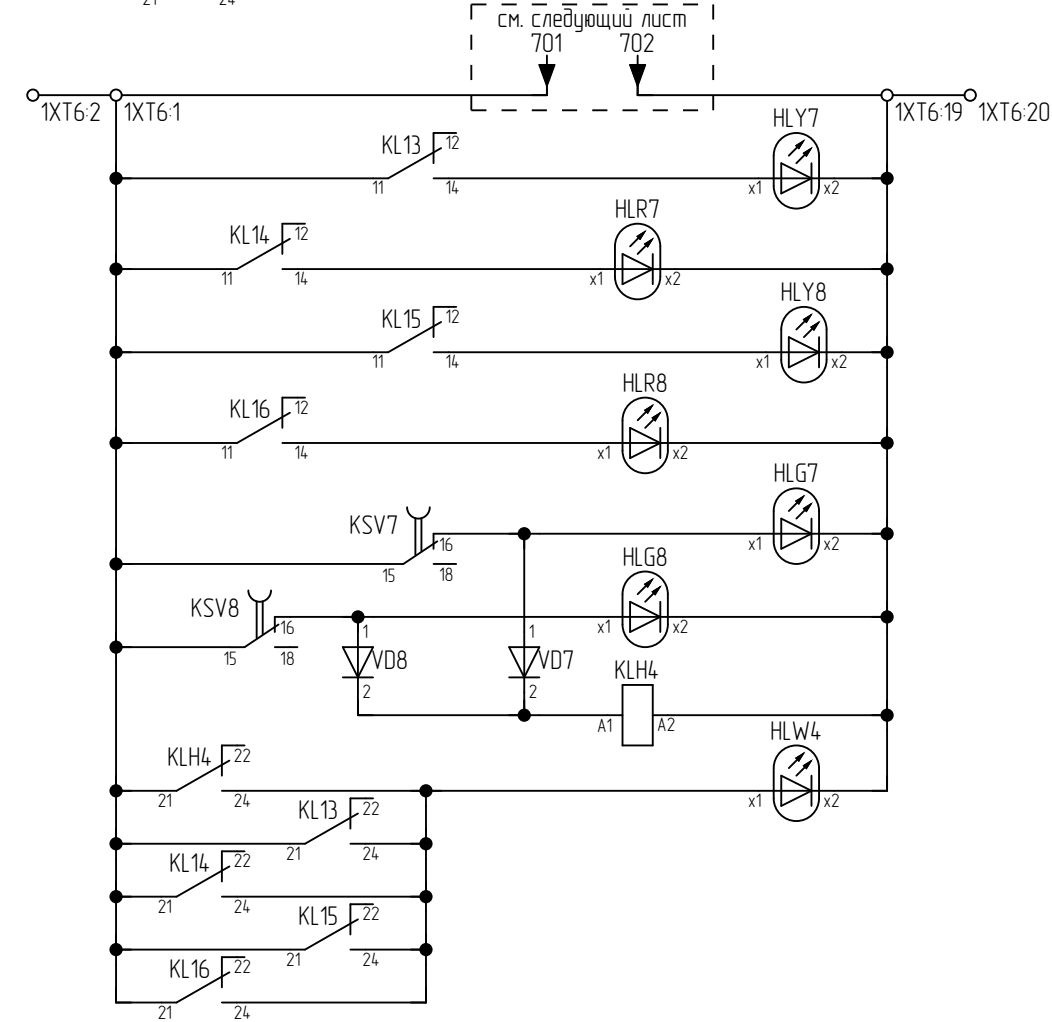 21 24
см. следующий лист
701 702
1XT6:2 1XT6:1 1XT6:19 1XT6:20
HLY7
KL13 12
11 14 x1 x2
HLR7
KL14 12
11 14 x1 x2
HLY8
KL15 12
11 14 x1 x2
HLR8
KL16 12
11 14 x1 x2
HLG7
KSV7 16
15 18 x1 x2
HLG8
KSV8 16
15 18 x1 x2
1 1
VD8 VD7
2 2
KLH4
A1 A2
HLW4
KLH4 22
21 24 x1 x2
KL13 22
21 24
KL14 22
21 24
KL15 22
21 24
KL16 22
21 24